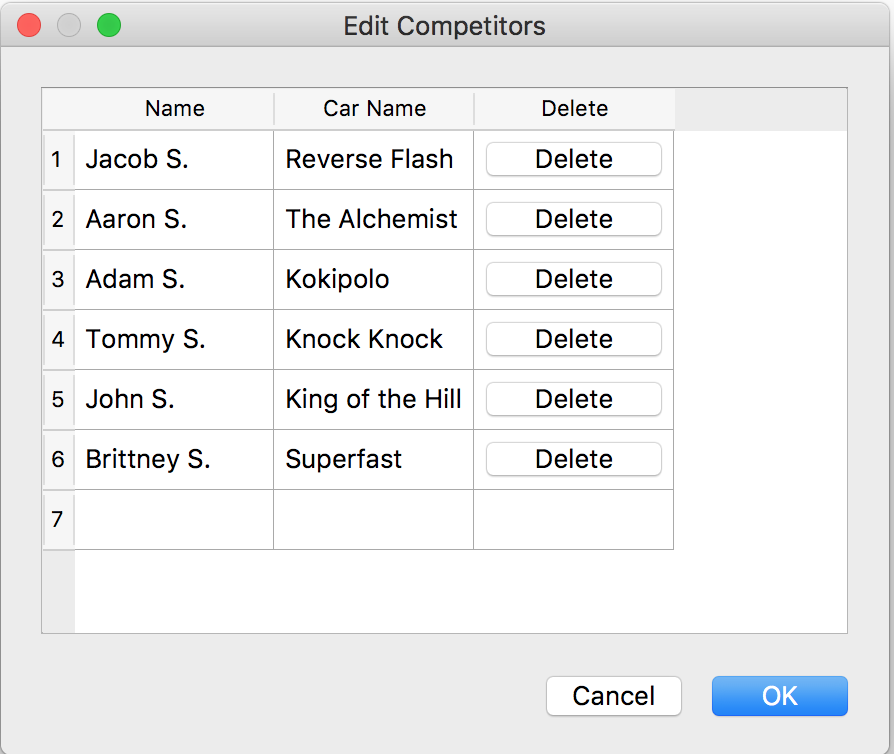 Edit Competitors
Name Car Name Delete
1 Jacob S. Reverse Flash Delete
2 Aaron S. The Alchemist Delete
3 Adam S. Kokipolo Delete
4 Tommy S. Knock Knock Delete
5 John S. King of the Hill Delete
6 Brittney S. Superfast Delete
7
Cancel OK